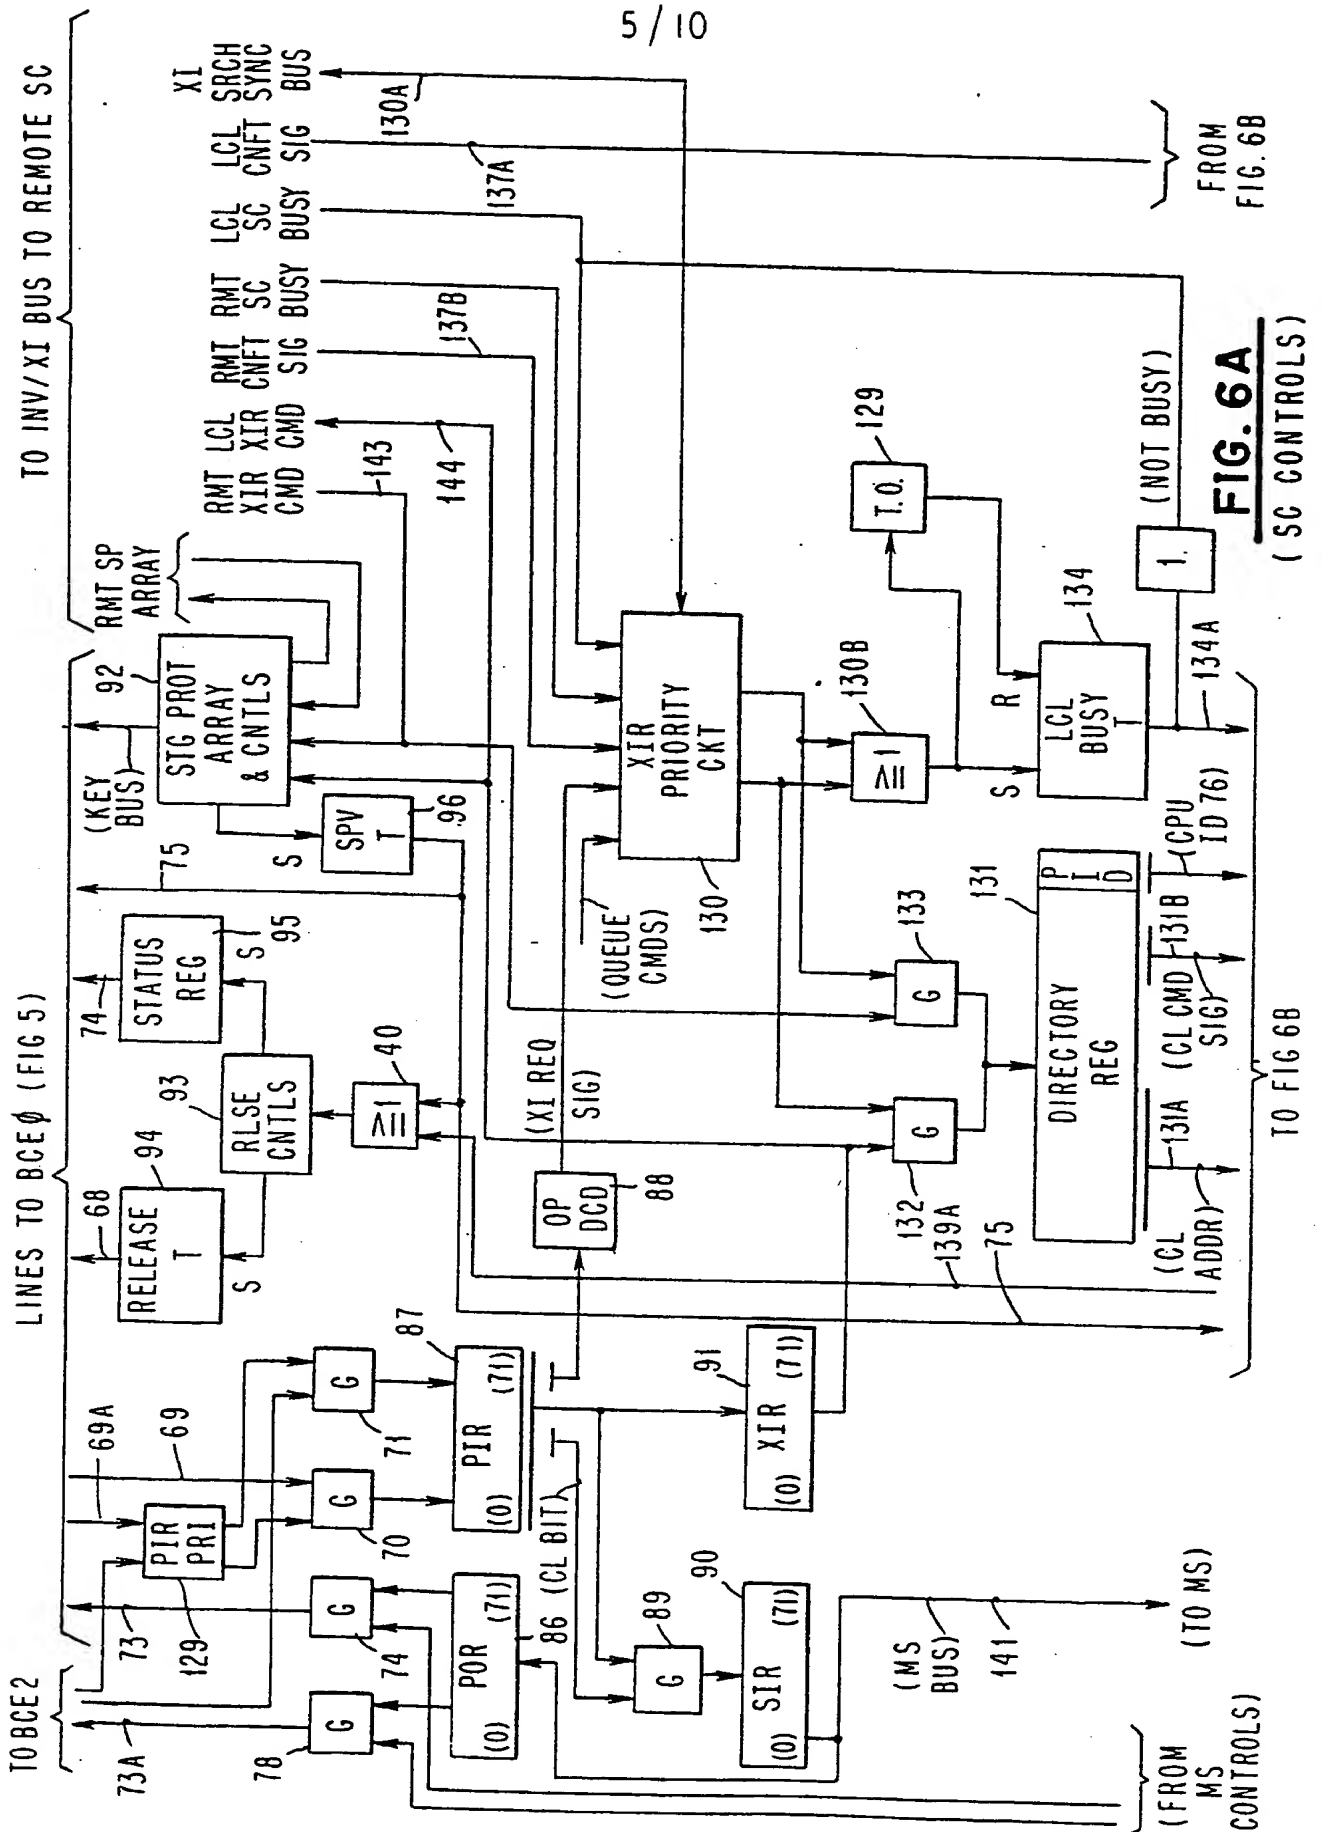 5/10
TO BCE2
LINES TO BCEØ (FIG 5)
TO INV/XI BUS TO REMOTE SC
73A
73
69A
69
68
74
75
(KEY
BUS)
92
RMT SP
ARRAY
RMT
XIR
CMD
LCL
XIR
CMD
RMT
CNFT
SIG
RMT
SC
BUSY
LCL
SC
BUSY
LCL
CNFT
SIG
XI
SRCH
SYNC
BUS
129
PIR
PRI
94
RELEASE
T
S
93
RLSE
CNTLS
STATUS
REG
S
95
STG PROT
ARRAY
& CNTLS
S
SPV
T
96
143
144
137B
137A
130A
78
G
74
G
70
G
71
G
40
≥1
87
POR
(0) (71)
86
PIR
(0) (71)
(CL BIT)
OP
DCD
88
(XI REQ
SIG)
(QUEUE
CMDS)
XIR
PRIORITY
CKT
130
89
G
90
SIR
(0) (71)
91
XIR
(0) (71)
132
G
139A
133
G
130B
≥1
T.O.
129
75
131
DIRECTORY
REG
P
I
D
S
R
LCL
BUSY
T
134
1.
(NOT BUSY)
(MS
BUS)
141
(CL
ADDR)
131A
(CL CMD
SIG)
131B
(CPU
ID 76)
134A
(FROM
MS
CONTROLS)
(TO MS)
TO FIG 6B
FROM
FIG. 6B
FIG. 6A
(SC CONTROLS)